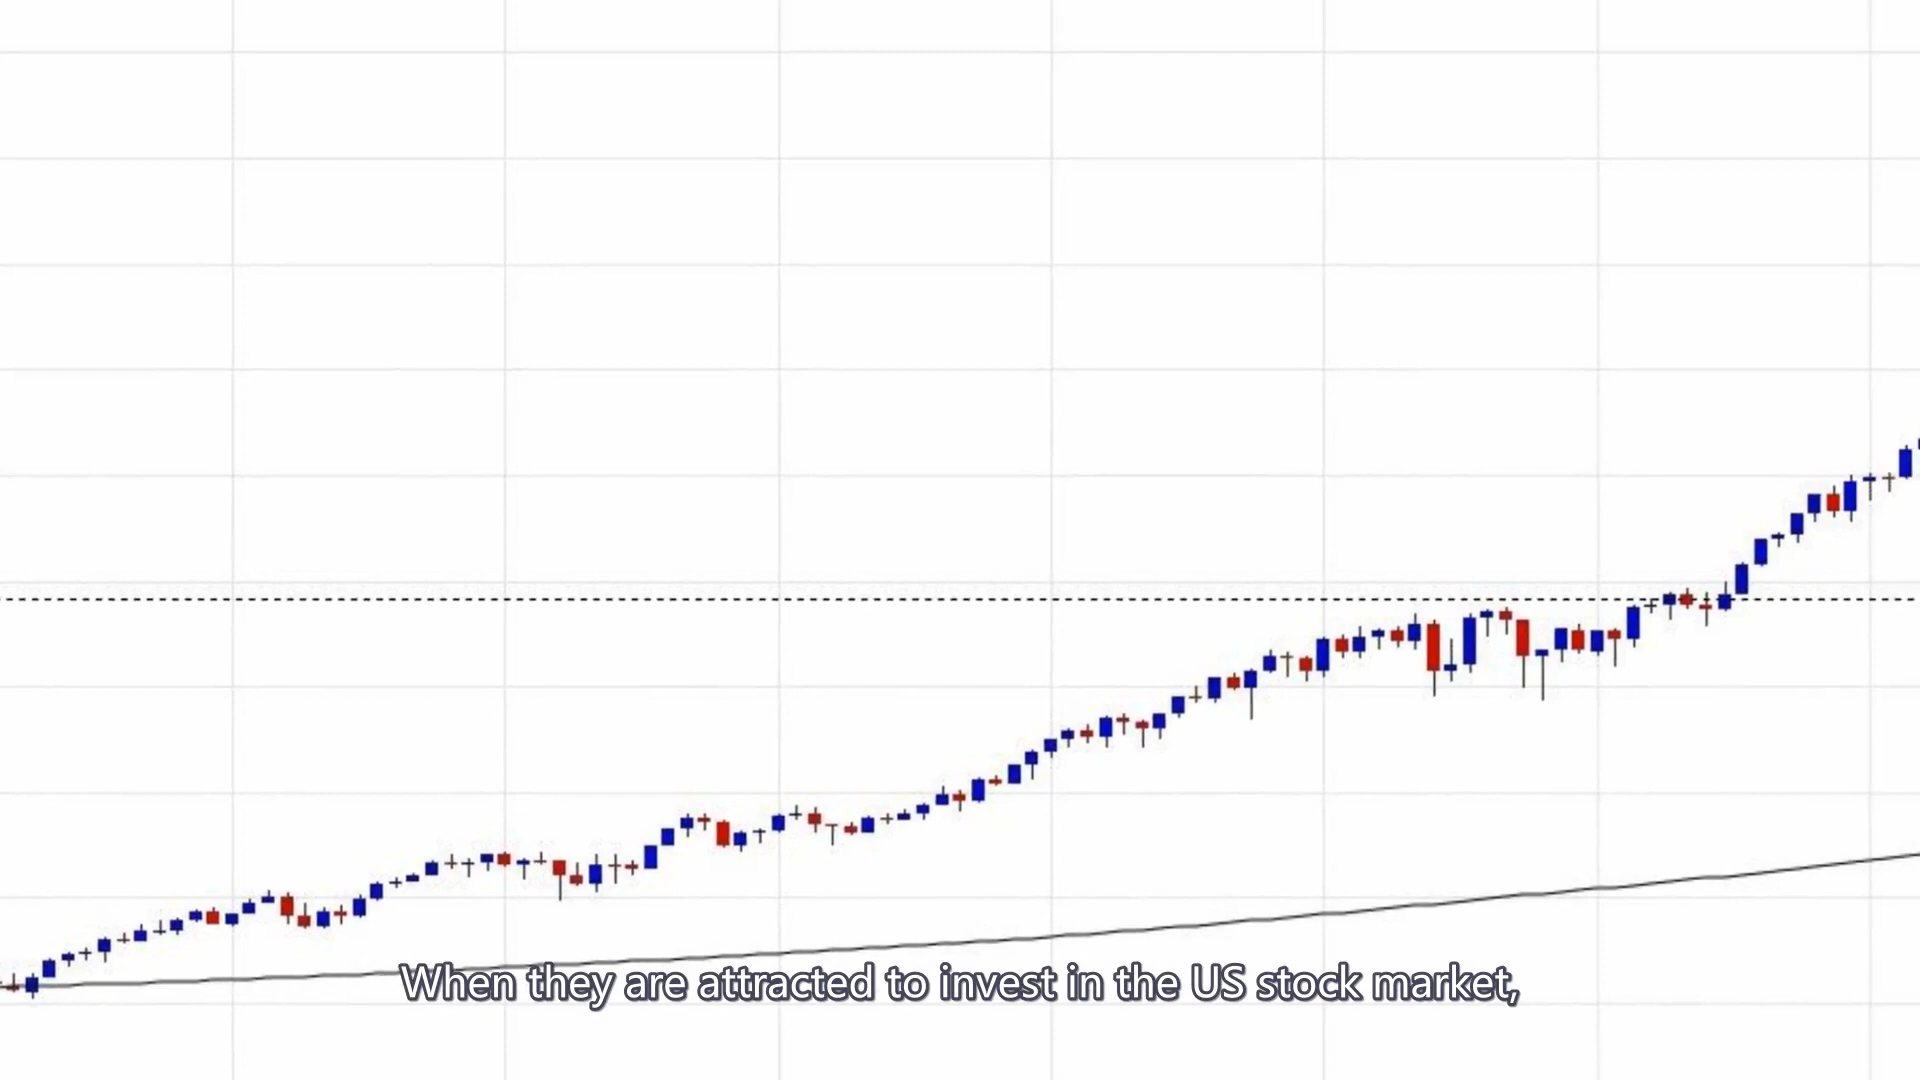 When they are attracted to invest in the US stock market,